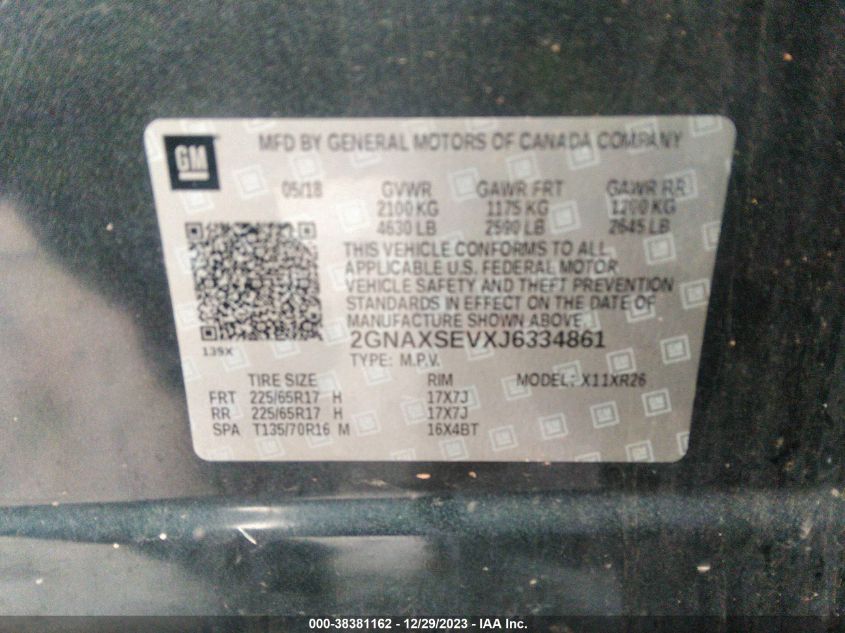 GM
MFD BY GENERAL MOTORS OF CANADA COMPANY
05/18 GVWR GAWR FRT GAWR RR
2100 KG 1175 KG 1200 KG
4630 LB 2590 LB 2645 LB
THIS VEHICLE CONFORMS TO ALL
APPLICABLE U.S. FEDERAL MOTOR
VEHICLE SAFETY AND THEFT PREVENTION
STANDARDS IN EFFECT ON THE DATE OF
MANUFACTURE SHOWN ABOVE.
2GNAXSEVXJ6334861
139X
TYPE: M.P.V.
TIRE SIZE RIM MODEL: X11XR26
FRT 225/65R17 H 17X7J
RR 225/65R17 H 17X7J
SPA T135/70R16 M 16X4BT
000-38381162 - 12/29/2023 - IAA Inc.